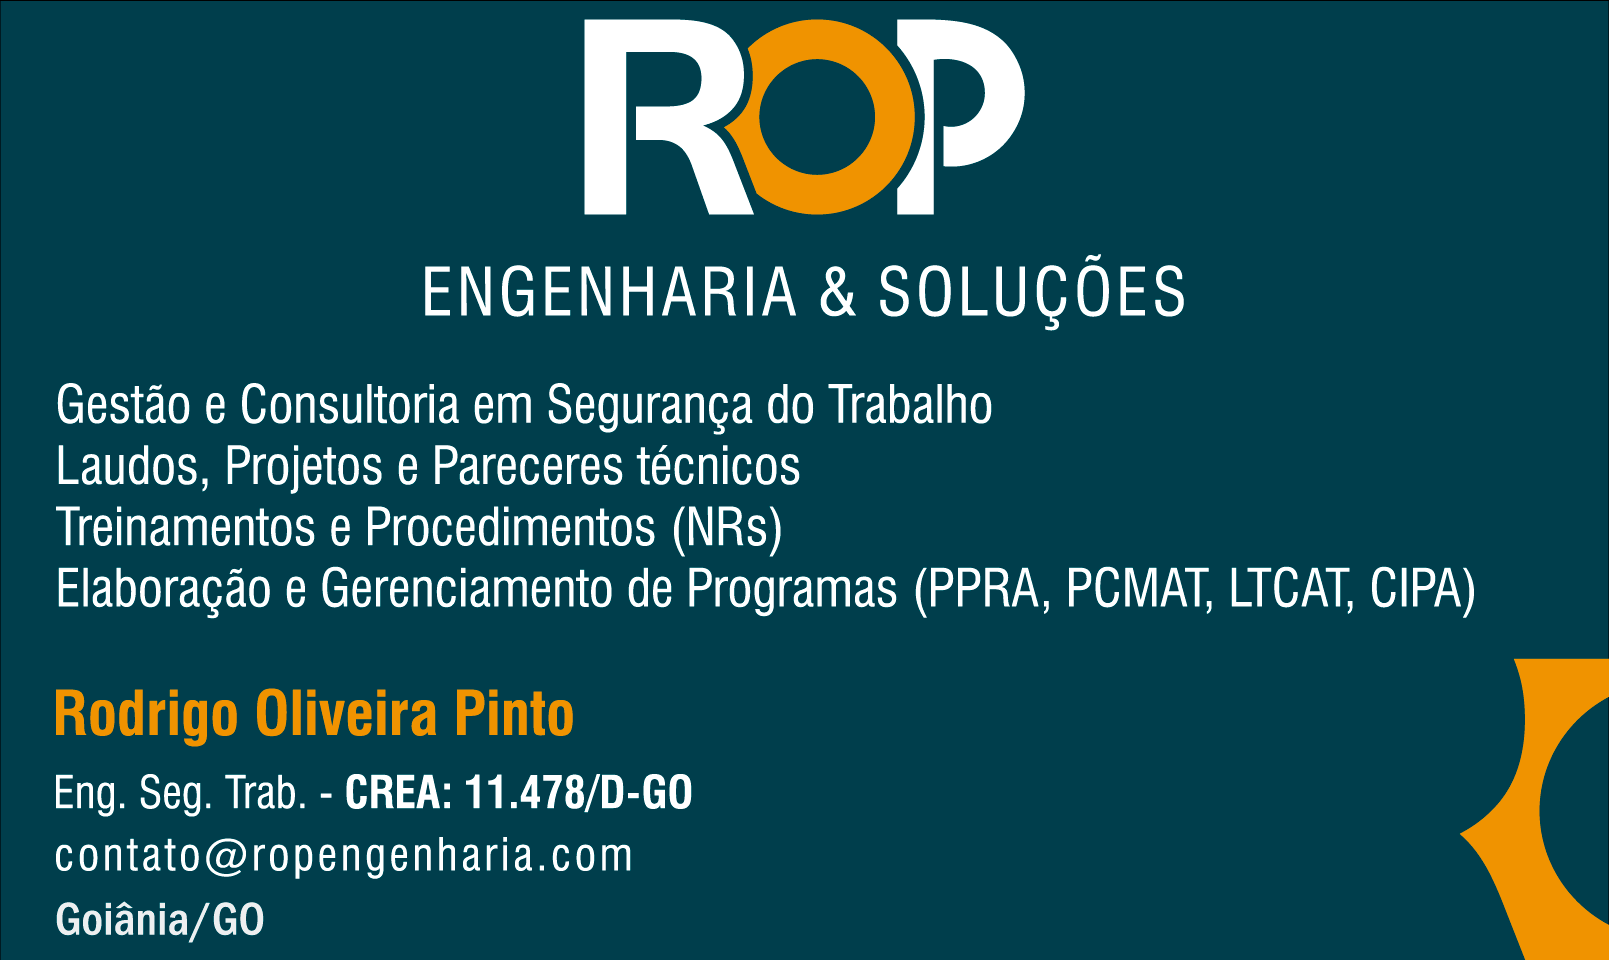 ROP
ENGENHARIA & SOLUÇÕES
Gestão e Consultoria em Segurança do Trabalho
Laudos, Projetos e Pareceres técnicos
Treinamentos e Procedimentos (NRs)
Elaboração e Gerenciamento de Programas (PPRA, PCMAT, LTCAT, CIPA)
Rodrigo Oliveira Pinto
Eng. Seg. Trab. - CREA: 11.478/D-GO
contato@ropengenharia.com
Goiânia/GO